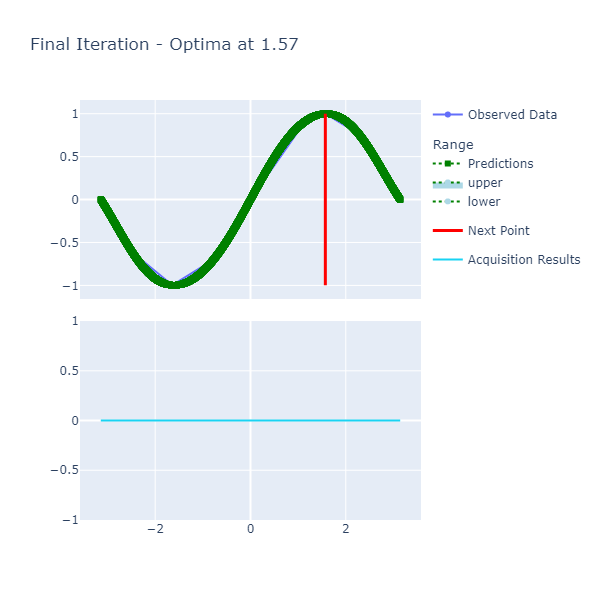 Final Iteration - Optima at 1.57
1
0.5
0
−0.5
−1
Observed Data
Range
Predictions
upper
lower
Next Point
Acquisition Results
1
0.5
0
−0.5
−1
−2
0
2